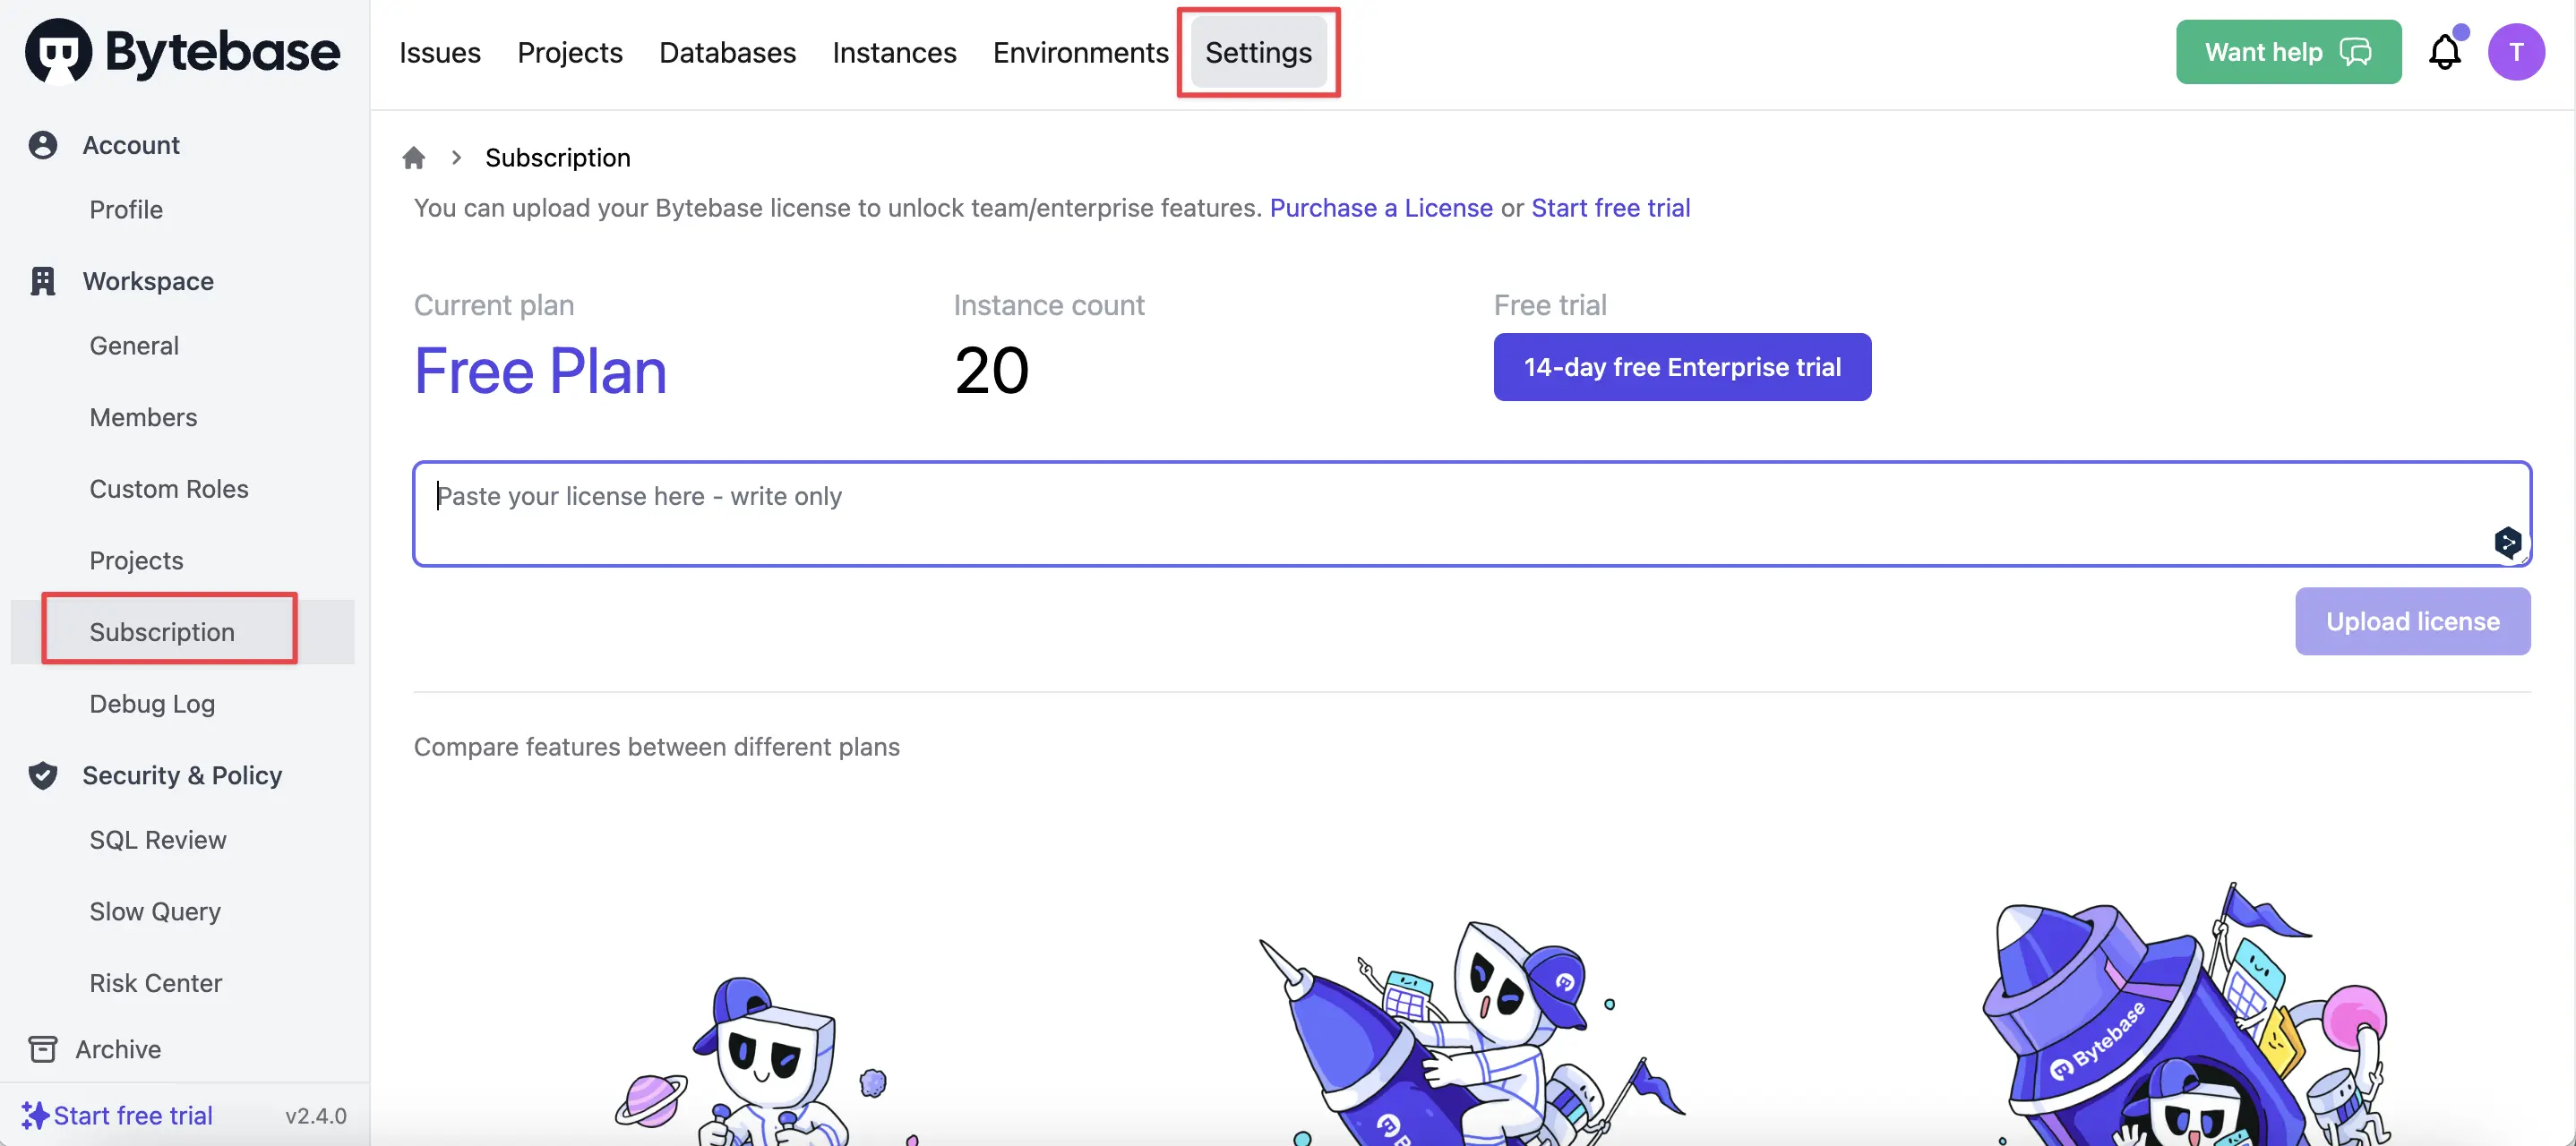 Bytebase
Issues Projects Databases Instances Environments Settings
Want help
T
Account
Profile
Workspace
General
Members
Custom Roles
Projects
Subscription
Debug Log
Security & Policy
SQL Review
Slow Query
Risk Center
Archive
Start free trial v2.4.0
Subscription
You can upload your Bytebase license to unlock team/enterprise features. Purchase a License or Start free trial
Current plan Instance count Free trial
Free Plan 20 14-day free Enterprise trial
Paste your license here - write only
Upload license
Compare features between different plans
B
Bytebase